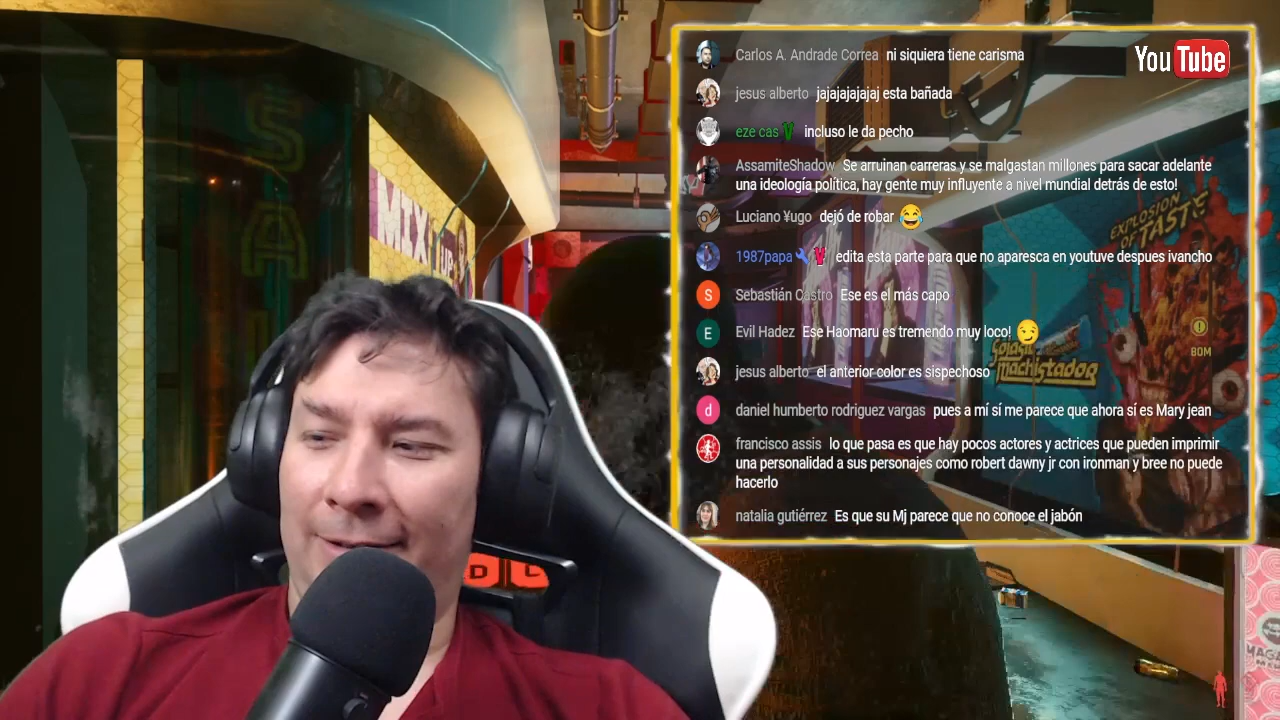 YouTube
Carlos A. Andrade Correa ni siquiera tiene carisma
jesus alberto jajajajajajaj esta bañada
eze cas incluso le da pecho
AssamiteShadow Se arruinan carreras y se malgastan millones para sacar adelante
una ideología política, hay gente muy influyente a nivel mundial detrás de esto!
Luciano ¥ugo dejó de robar 😂
1987papa🔧 edita esta parte para que no aparesca en youtuve despues ivancho
S
Sebastián Castro Ese es el más capo
E
Evil Hadez Ese Haomaru es tremendo muy loco! 😏
jesus alberto el anterior color es sispechoso
d
daniel humberto rodriguez vargas pues a mí sí me parece que ahora sí es Mary jean
francisco assis lo que pasa es que hay pocos actores y actrices que pueden imprimir
una personalidad a sus personajes como robert dawny jr con ironman y bree no puede
hacerlo
natalia gutiérrez Es que su Mj parece que no conoce el jabón
MIX
UP
EXPLOSION
OF TASTE
BOM
machistador